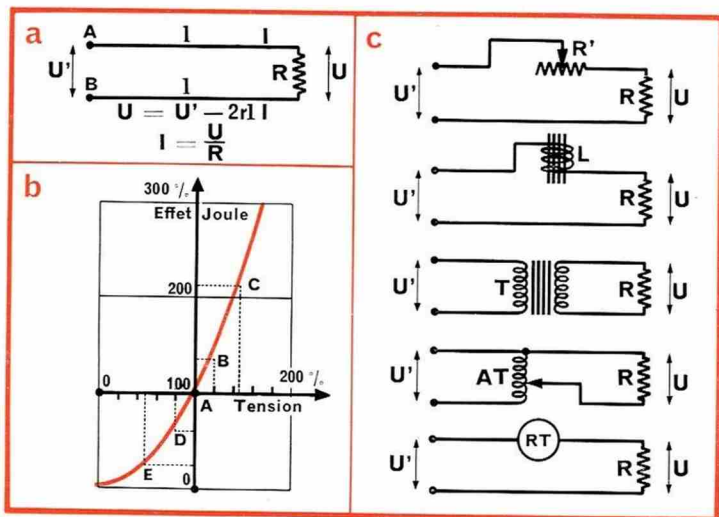 a
A
l
I
U'
R
U
B
l
U = U' – 2rl I
I = U/R
b
300 %
Effet Joule
200
C
B
0
100
200 %
A
Tension
D
E
0
c
R'
U'
R
U
L
U'
R
U
U'
T
R
U
U'
AT
R
U
RT
U'
R
U